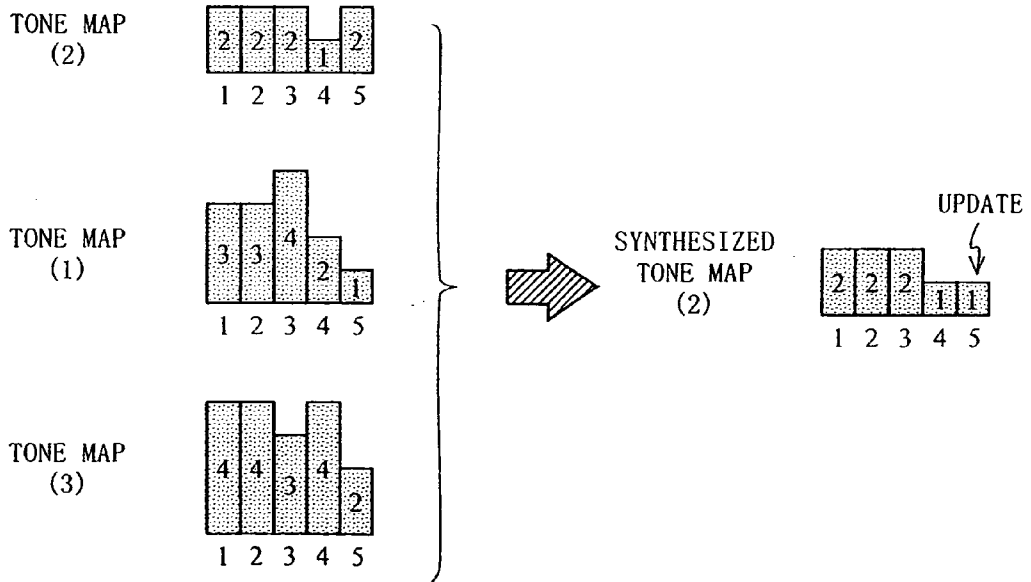 TONE MAP
(2)
2 2 2 1 2
1 2 3 4 5
TONE MAP
(1)
3 3 4 2 1
1 2 3 4 5
TONE MAP
(3)
4 4 3 4 2
1 2 3 4 5
SYNTHESIZED
TONE MAP
(2)
UPDATE
2 2 2 1 1
1 2 3 4 5